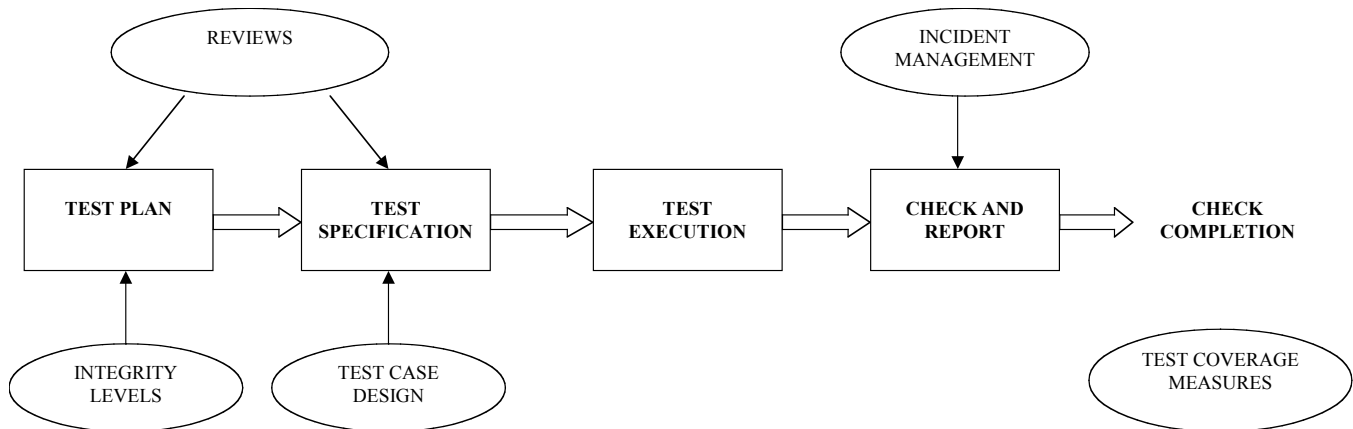 REVIEWS
INCIDENT
MANAGEMENT
TEST PLAN
TEST
SPECIFICATION
TEST
EXECUTION
CHECK AND
REPORT
CHECK
COMPLETION
INTEGRITY
LEVELS
TEST CASE
DESIGN
TEST COVERAGE
MEASURES